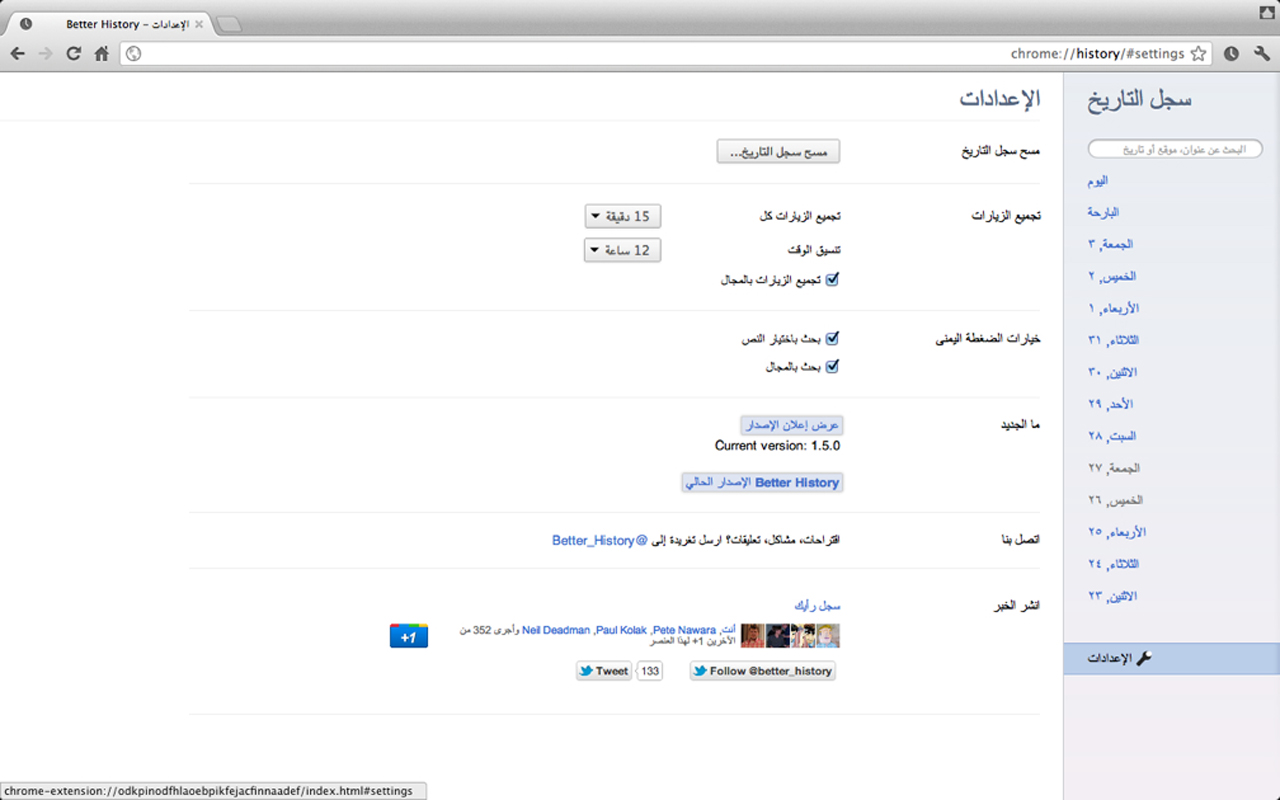 Better History – الإعدادات
chrome://history/#settings
سجل التاريخ
البحث عن عنوان، موقع أو تاريخ
اليوم
البارحة
الجمعة, ٣
الخميس, ٢
الأربعاء, ١
الثلاثاء, ٣١
الاثنين, ٣٠
الأحد, ٢٩
السبت, ٢٨
الجمعة, ٢٧
الخميس, ٢٦
الأربعاء, ٢٥
الثلاثاء, ٢٤
الاثنين, ٢٣
الإعدادات
الإعدادات
مسح سجل التاريخ
مسح سجل التاريخ...
تجميع الزيارات
تجميع الزيارات كل
15 دقيقة
تنسيق الوقت
12 ساعة
تجميع الزيارات بالمجال
خيارات الضغطة اليمنى
بحث باختيار النص
بحث بالمجال
ما الجديد
عرض إعلان الإصدار
Current version: 1.5.0
Better History الإصدار الحالي
اتصل بنا
اقتراحات، مشاكل، تعليقات؟ ارسل تغريدة إلى @Better_History
انشر الخبر
سجل رأيك
أنت, Pete Nawara, Paul Kolak, Neil Deadman وأجرى 352 من
الآخرين 1+ لهذا العنصر
+1
Follow @better_history
Tweet 133
chrome-extension://odkpinodfhlaoebpikfejacfinnaadef/index.html#settings